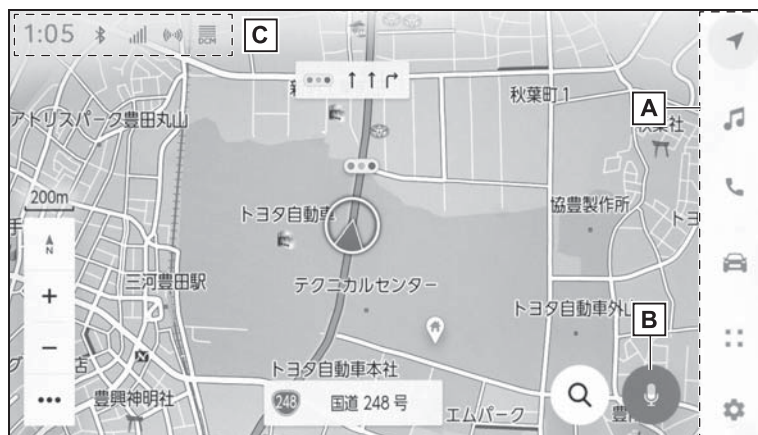 1:05
DCM
C
A
B
秋葉町1
アトリスパーク豊田丸山
200m
N
トヨタ自動車
協豊製作所
三河豊田駅
テクニカルセンター
トヨタ自動車外
トヨタ自動車本社
豊興神明社
248
国道 248 号
エムパーク